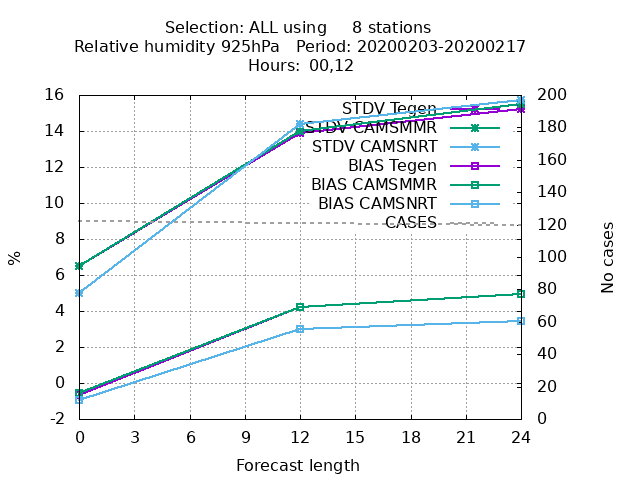 Selection: ALL using 8 stations
Relative humidity 925hPa Period: 20200203-20200217
Hours: 00,12
16 200
STDV Tegen
14 STDV CAMSMMR 180
STDV CAMSNRT
12 BIAS Tegen 160
BIAS CAMSMMR
10 BIAS CAMSNRT 140
CASES
8 120
6 100
4 80
2 60
0 40
-2 20
0
0 3 6 9 12 15 18 21 24
Forecast length
%
No cases